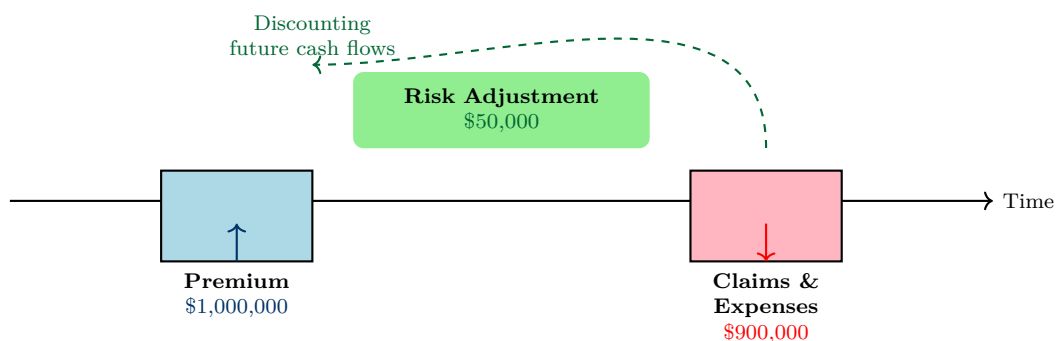 Discounting
future cash flows
Risk Adjustment
$50,000
Time
Premium
$1,000,000
Claims &
Expenses
$900,000